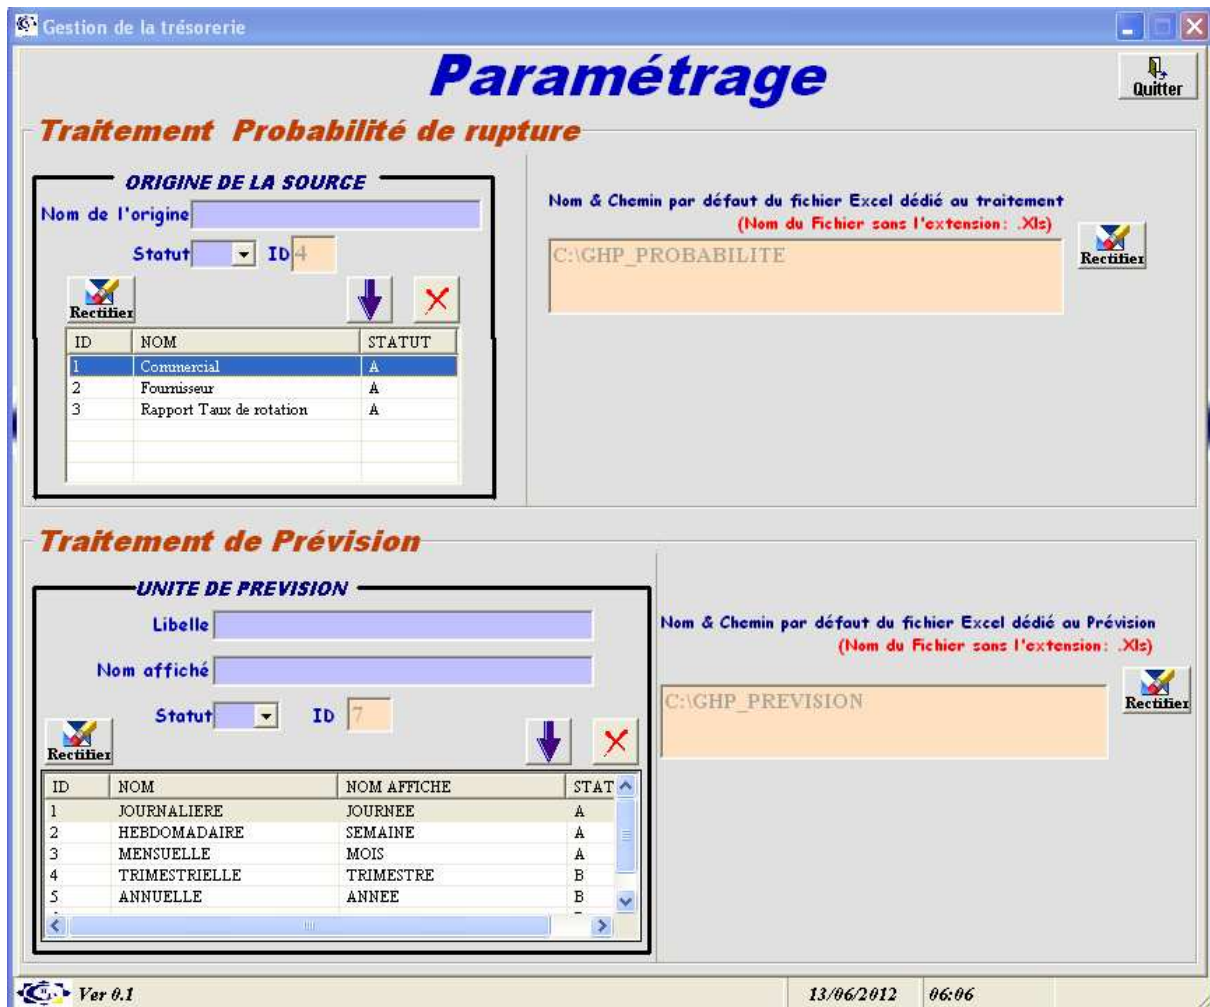 Gestion de la trésorerie
Paramétrage
Quitter
Traitement Probabilité de rupture
ORIGINE DE LA SOURCE
Nom de l'origine
Statut ID 4
Rectifier
ID NOM STATUT
1 Commercial A
2 Fournisseur A
3 Rapport Taux de rotation A
Nom & Chemin par défaut du fichier Excel dédié au traitement
(Nom du Fichier sans l'extension: .Xls)
C:\GHP_PROBABILITE
Rectifier
Traitement de Prévision
UNITE DE PREVISION
Libelle
Nom affiché
Statut ID 7
Rectifier
ID NOM NOM AFFICHE STAT
1 JOURNALIERE JOURNEE A
2 HEBDOMADAIRE SEMAINE A
3 MENSUELLE MOIS A
4 TRIMESTRIELLE TRIMESTRE B
5 ANNUELLE ANNEE B
Nom & Chemin par défaut du fichier Excel dédié au Prévision
(Nom du Fichier sans l'extension: .Xls)
C:\GHP_PREVISION
Rectifier
Ver 0.1 13/06/2012 06:06